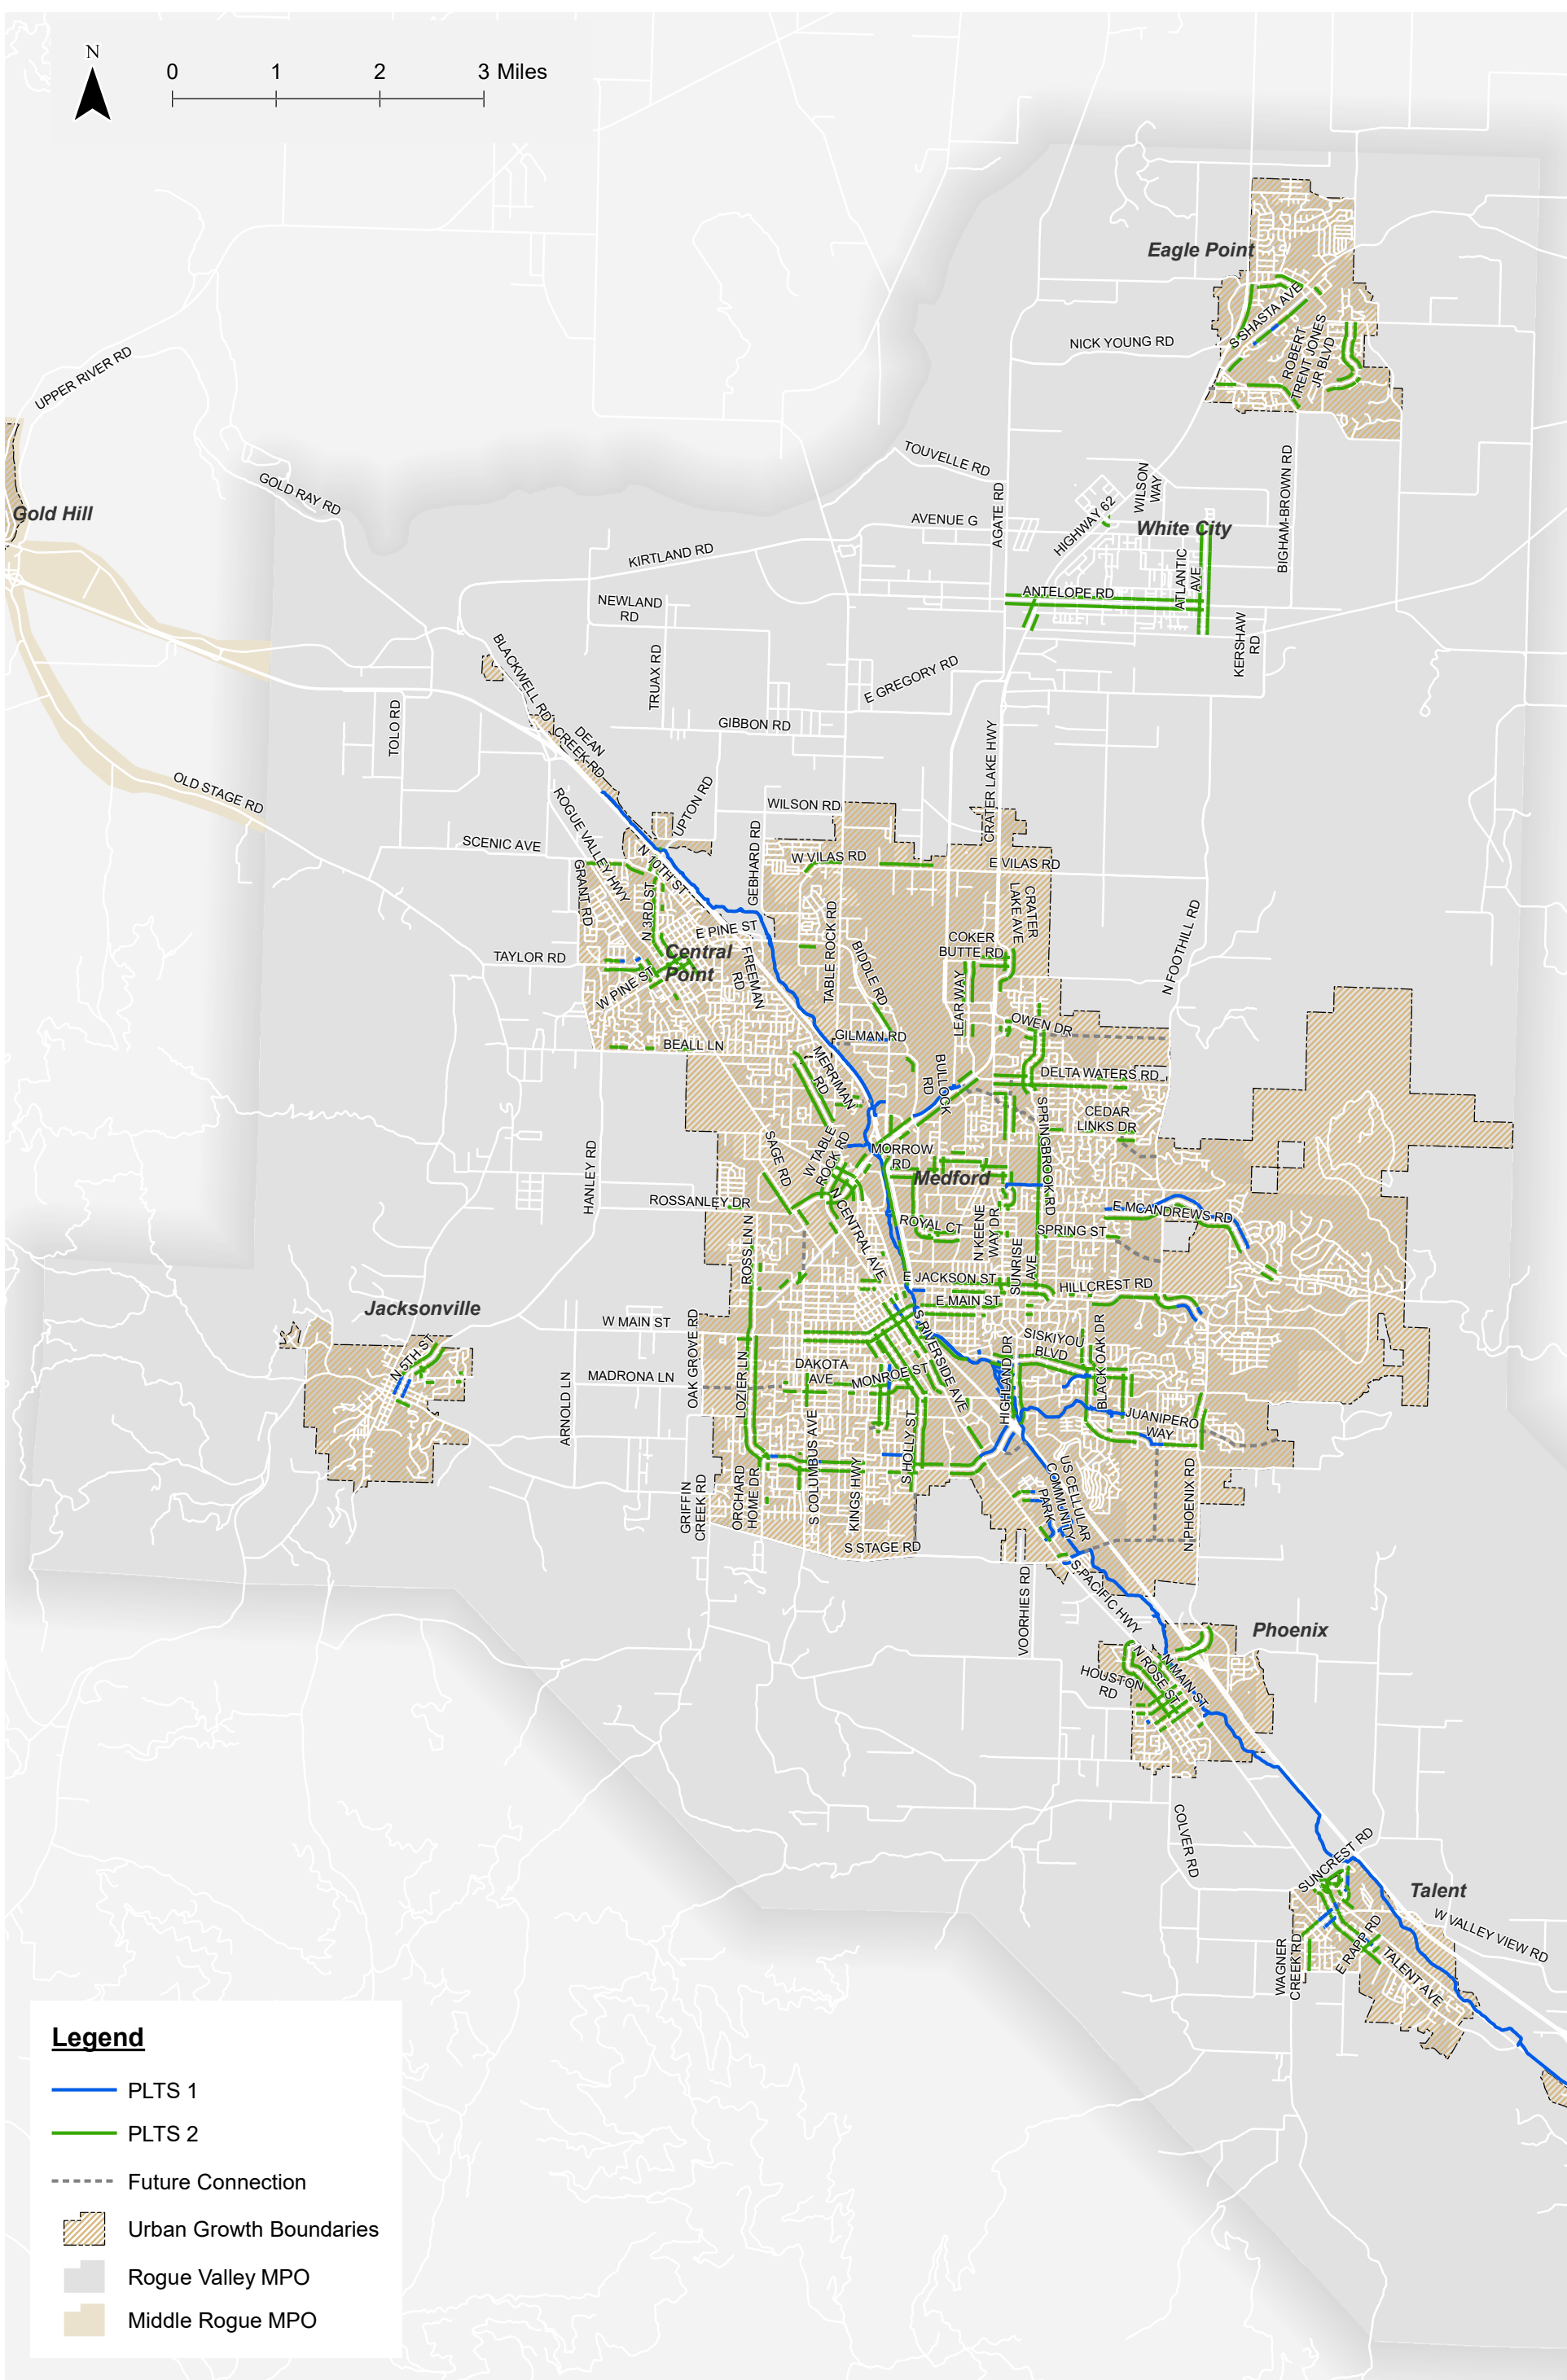 N
0 1 2 3 Miles
Eagle Point
S SHASTA AVE
NICK YOUNG RD
ROBERT
TRENT JONES
JR BLVD
UPPER RIVER RD
TOUVELLE RD
GOLD RAY RD
WILSON
WAY
BIGHAM-BROWN RD
AGATE RD
HIGHWAY 62
Gold Hill
AVENUE G
White City
KIRTLAND RD
ATLANTIC
AVE
ANTELOPE RD
NEWLAND
RD
KERSHAW
RD
BLACKWELL RD
TRUAX RD
E GREGORY RD
TOLO RD
GIBBON RD
DEAN
CREEK RD
CRATER LAKE HWY
OLD STAGE RD
UPTON RD
WILSON RD
ROGUE VALLEY HWY
SCENIC AVE
N 10TH ST
GEBHARD RD
W VILAS RD
E VILAS RD
GRANT RD
N 3RD ST
CRATER
LAKE AVE
TABLE ROCK RD
E PINE ST
COKER
BUTTE RD
N FOOTHILL RD
TAYLOR RD
Central
Point
FREEMAN
RD
BIDDLE RD
W PINE ST
LEAR WAY
OWEN DR
GILMAN RD
BEALL LN
MERRIMAN
RD
BULLOCK
RD
DELTA WATERS RD
CEDAR
LINKS DR
SPRINGBROOK RD
HANLEY RD
SAGE RD
W TABLE
ROCK RD
MORROW
RD
Medford
ROSSANLEY DR
N CENTRAL AVE
E MCANDREWS RD
ROYAL CT
N KEENE
WAY DR
SPRING ST
ROSS LN N
SUNRISE
AVE
E JACKSON ST
HILLCREST RD
E MAIN ST
Jacksonville
W MAIN ST
OAK GROVE RD
S RIVERSIDE AVE
SISKIYOU
BLVD
BLACK OAK DR
N 5TH ST
DAKOTA
AVE
MONROE ST
HIGHLAND DR
MADRONA LN
ARNOLD LN
LOZIER LN
JUANIPERO
WAY
S COLUMBUS AVE
S HOLLY ST
US CELLULAR
COMMUNITY
PARK
GRIFFIN
CREEK RD
ORCHARD
HOME DR
KINGS HWY
N PHOENIX RD
S STAGE RD
S PACIFIC HWY
VOORHIES RD
Phoenix
N MAIN ST
N ROSE ST
HOUSTON
RD
COLVER RD
SUNCREST RD
Talent
W VALLEY VIEW RD
WAGNER
CREEK RD
E RAPP RD
TALENT AVE
Legend
PLTS 1
PLTS 2
Future Connection
Urban Growth Boundaries
Rogue Valley MPO
Middle Rogue MPO